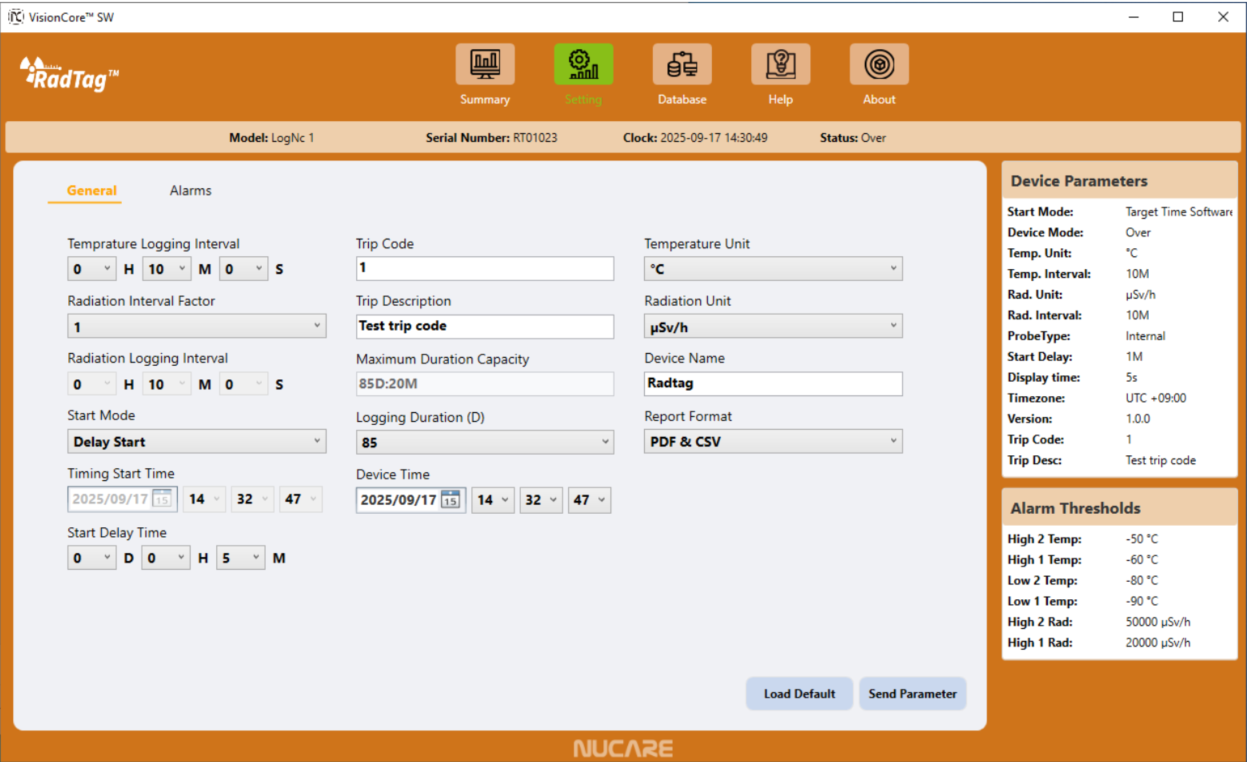 VisionCore™ SW
RadTag™
Summary
Setting
Database
Help
About
Model: LogNc 1
Serial Number: RT01023
Clock: 2025-09-17 14:30:49
Status: Over
General
Alarms
Temprature Logging Interval
0 H 10 M 0 S
Radiation Interval Factor
1
Radiation Logging Interval
0 H 10 M 0 S
Start Mode
Delay Start
Timing Start Time
2025/09/17 15 14 32 47
Start Delay Time
0 D 0 H 5 M
Trip Code
1
Trip Description
Test trip code
Maximum Duration Capacity
85D:20M
Logging Duration (D)
85
Device Time
2025/09/17 15 14 32 47
Temperature Unit
°C
Radiation Unit
µSv/h
Device Name
Radtag
Report Format
PDF & CSV
Load Default
Send Parameter
Device Parameters
Start Mode: Target Time Software
Device Mode: Over
Temp. Unit: °C
Temp. Interval: 10M
Rad. Unit: µSv/h
Rad. Interval: 10M
ProbeType: Internal
Start Delay: 1M
Display time: 5s
Timezone: UTC +09:00
Version: 1.0.0
Trip Code: 1
Trip Desc: Test trip code
Alarm Thresholds
High 2 Temp: -50 °C
High 1 Temp: -60 °C
Low 2 Temp: -80 °C
Low 1 Temp: -90 °C
High 2 Rad: 50000 µSv/h
High 1 Rad: 20000 µSv/h
NUCARE